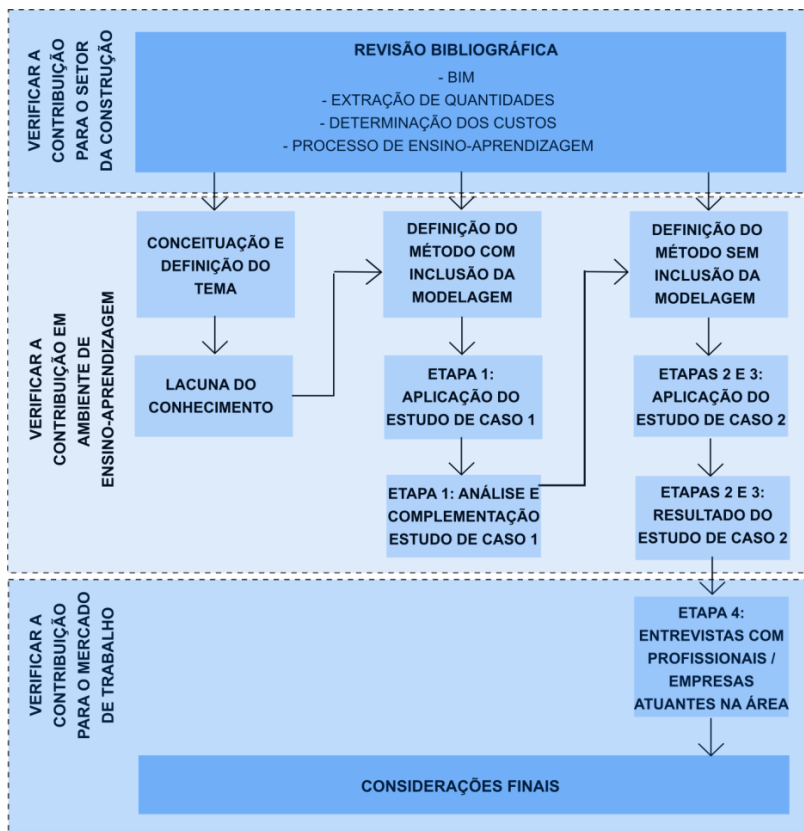 VERIFICAR A
CONTRIBUIÇÃO
PARA O SETOR
DA CONSTRUÇÃO
REVISÃO BIBLIOGRÁFICA
- BIM
- EXTRAÇÃO DE QUANTIDADES
- DETERMINAÇÃO DOS CUSTOS
- PROCESSO DE ENSINO-APRENDIZAGEM
VERIFICAR A
CONTRIBUIÇÃO EM
AMBIENTE DE
ENSINO-APRENDIZAGEM
CONCEITUAÇÃO E
DEFINIÇÃO DO
TEMA
LACUNA DO
CONHECIMENTO
DEFINIÇÃO DO
MÉTODO COM
INCLUSÃO DA
MODELAGEM
ETAPA 1:
APLICAÇÃO DO
ESTUDO DE CASO 1
ETAPA 1: ANÁLISE E
COMPLEMENTAÇÃO
ESTUDO DE CASO 1
DEFINIÇÃO DO
MÉTODO SEM
INCLUSÃO DA
MODELAGEM
ETAPAS 2 E 3:
APLICAÇÃO DO
ESTUDO DE CASO 2
ETAPAS 2 E 3:
RESULTADO DO
ESTUDO DE CASO 2
VERIFICAR A
CONTRIBUIÇÃO
PARA O MERCADO
DE TRABALHO
ETAPA 4:
ENTREVISTAS COM
PROFISSIONAIS /
EMPRESAS
ATUANTES NA ÁREA
CONSIDERAÇÕES FINAIS